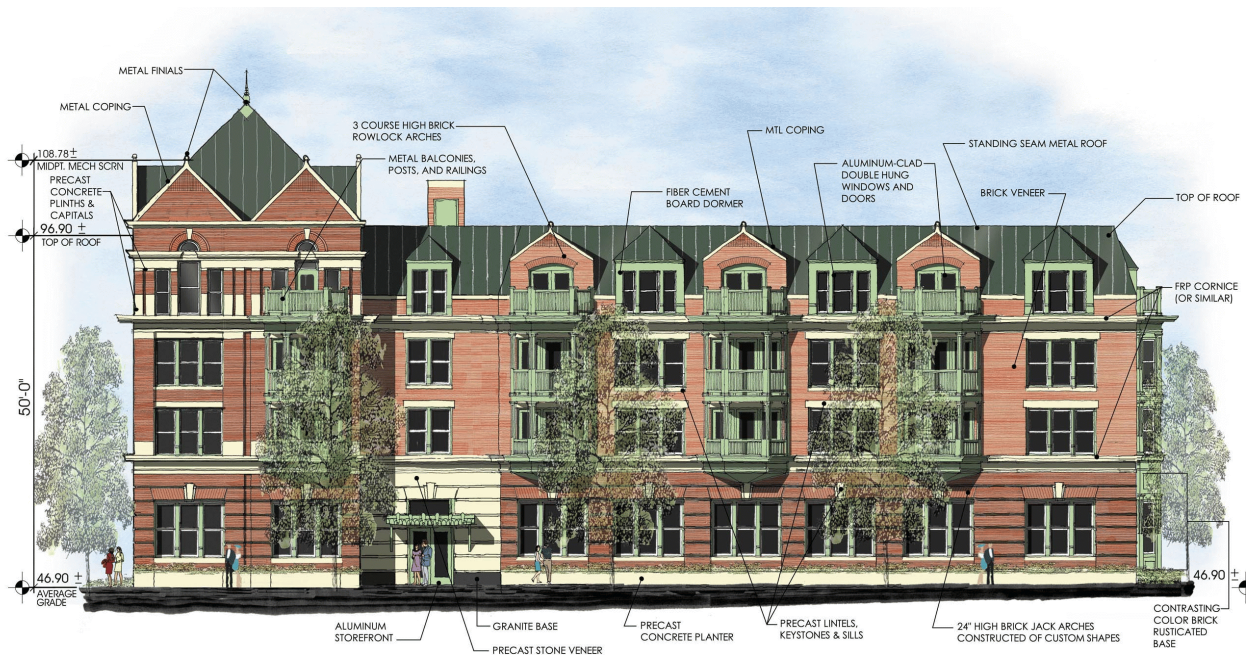 METAL FINIALS
METAL COPING
3 COURSE HIGH BRICK
ROWLOCK ARCHES
MTL COPING
STANDING SEAM METAL ROOF
108.78 ±
MIDPT. MECH SCRN
PRECAST
CONCRETE
PLINTHS &
CAPITALS
METAL BALCONIES,
POSTS, AND RAILINGS
FIBER CEMENT
BOARD DORMER
ALUMINUM-CLAD
DOUBLE HUNG
WINDOWS AND
DOORS
BRICK VENEER
TOP OF ROOF
96.90 ±
TOP OF ROOF
FRP CORNICE
(OR SIMILAR)
50'-0"
46.90 ±
AVERAGE
GRADE
46.90 ±
ALUMINUM
STOREFRONT
GRANITE BASE
PRECAST STONE VENEER
PRECAST
CONCRETE PLANTER
PRECAST LINTELS,
KEYSTONES & SILLS
24" HIGH BRICK JACK ARCHES
CONSTRUCTED OF CUSTOM SHAPES
CONTRASTING
COLOR BRICK
RUSTICATED
BASE